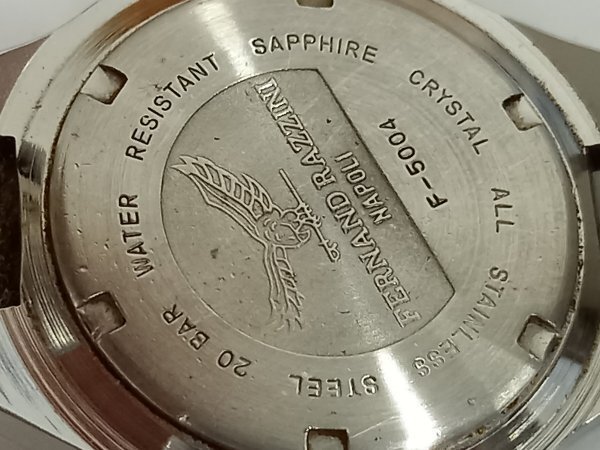 SAPPHIRE CRYSTAL ALL STAINLESS STEEL 20 BAR WATER RESISTANT
FERNAND RAZZINI
NAPOLI
F-5004